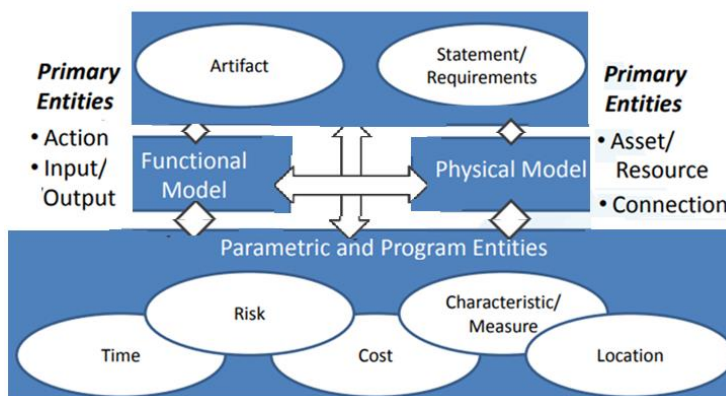 Artifact
Statement/
Requirements
Primary
Entities
• Action
• Input/
Output
Primary
Entities
• Asset/
Resource
• Connection
Functional
Model
Physical Model
Parametric and Program Entities
Risk
Characteristic/
Measure
Time
Cost
Location